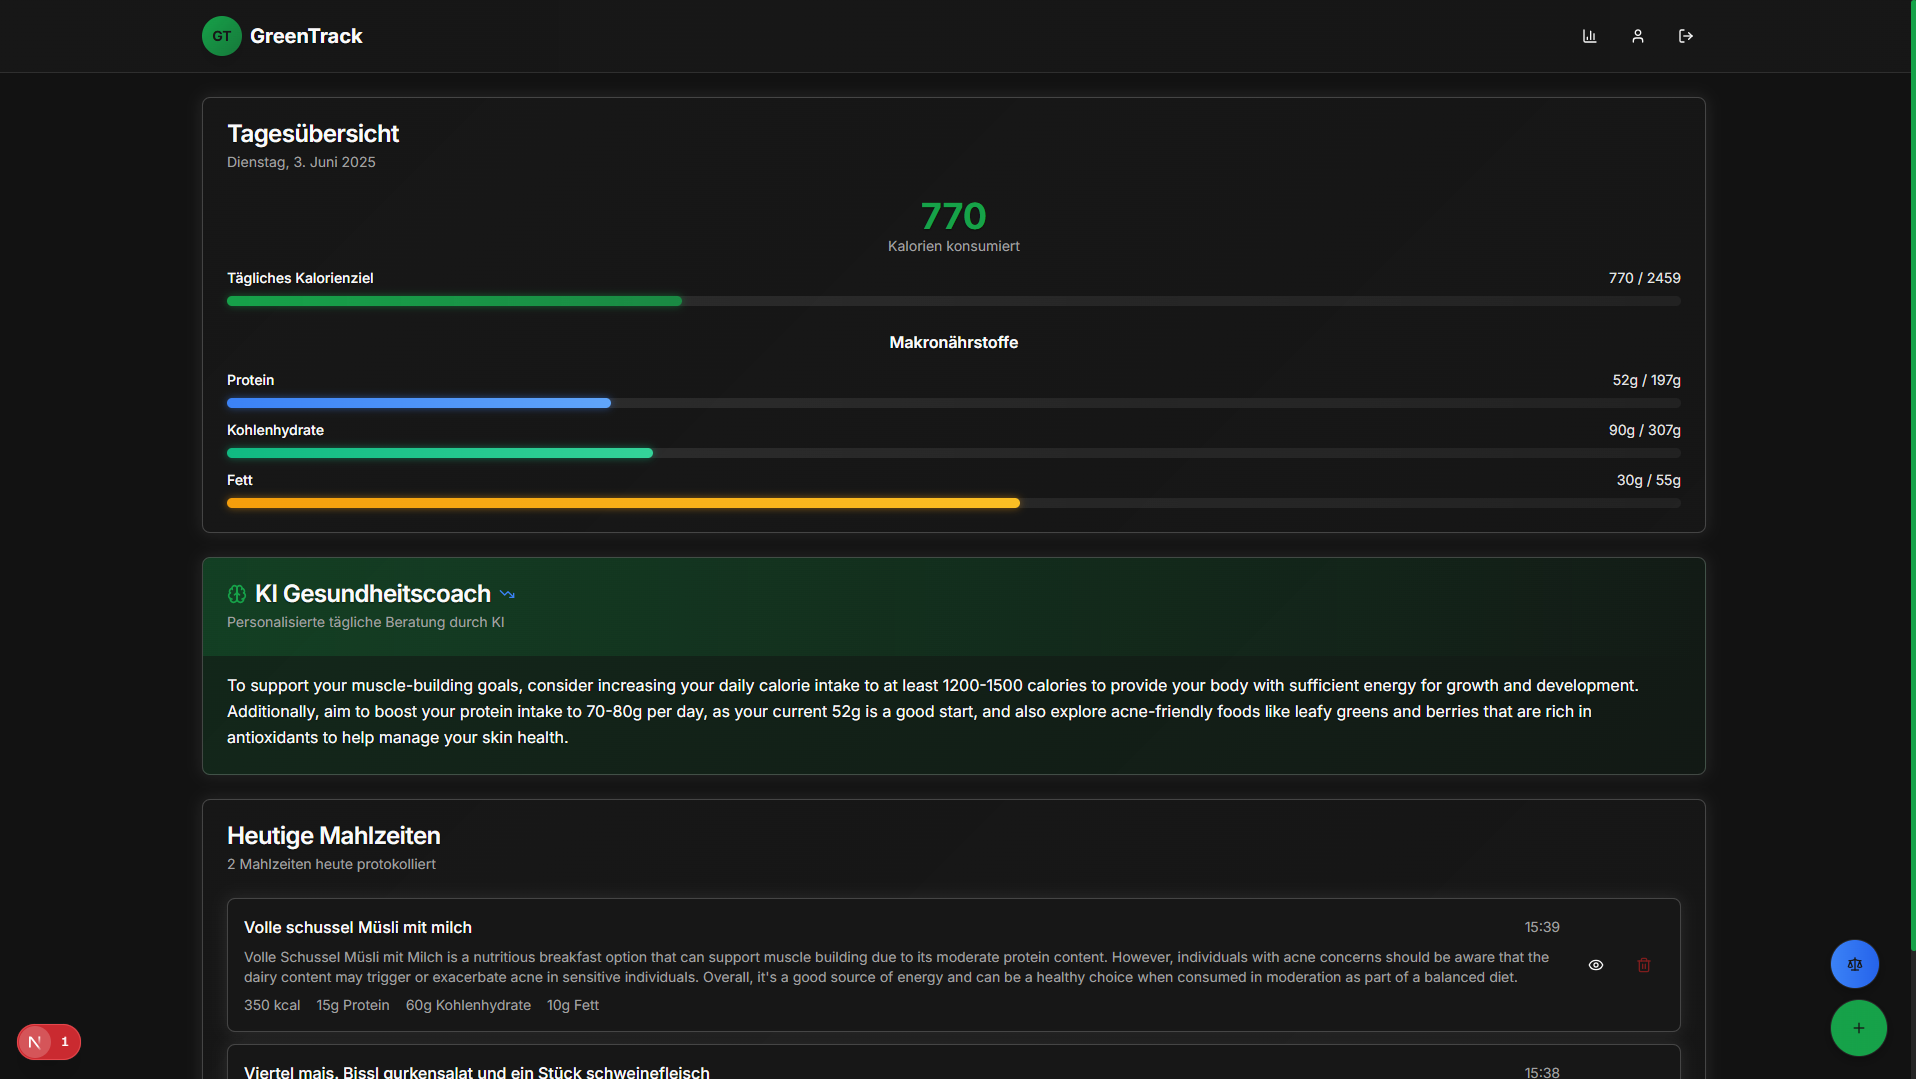 GT GreenTrack
Tagesübersicht
Dienstag, 3. Juni 2025
770
Kalorien konsumiert
Tägliches Kalorienziel 770 / 2459
Makronährstoffe
Protein 52g / 197g
Kohlenhydrate 90g / 307g
Fett 30g / 55g
KI Gesundheitscoach
Personalisierte tägliche Beratung durch KI
To support your muscle-building goals, consider increasing your daily calorie intake to at least 1200-1500 calories to provide your body with sufficient energy for growth and development.
Additionally, aim to boost your protein intake to 70-80g per day, as your current 52g is a good start, and also explore acne-friendly foods like leafy greens and berries that are rich in
antioxidants to help manage your skin health.
Heutige Mahlzeiten
2 Mahlzeiten heute protokolliert
Volle schussel Müsli mit milch 15:39
Volle Schussel Müsli mit Milch is a nutritious breakfast option that can support muscle building due to its moderate protein content. However, individuals with acne concerns should be aware that the
dairy content may trigger or exacerbate acne in sensitive individuals. Overall, it's a good source of energy and can be a healthy choice when consumed in moderation as part of a balanced diet.
350 kcal 15g Protein 60g Kohlenhydrate 10g Fett
N 1
Viertel mais, Bissl gurkensalat und ein Stück schweinefleisch 15:38